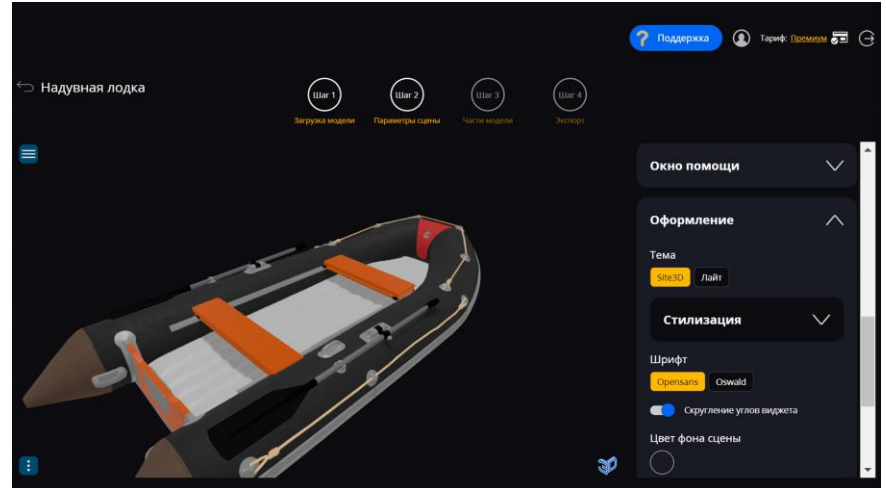 ? Поддержка
Тариф: Премиум
Надувная лодка
Шаг 1
Шаг 2
Шаг 3
Шаг 4
Загрузка модели
Параметры сцены
Части модели
Экспорт
Окно помощи
Оформление
Тема
Site3D Лайт
Стилизация
Шрифт
Opensans Oswald
Скругление углов виджета
Цвет фона сцены
3D